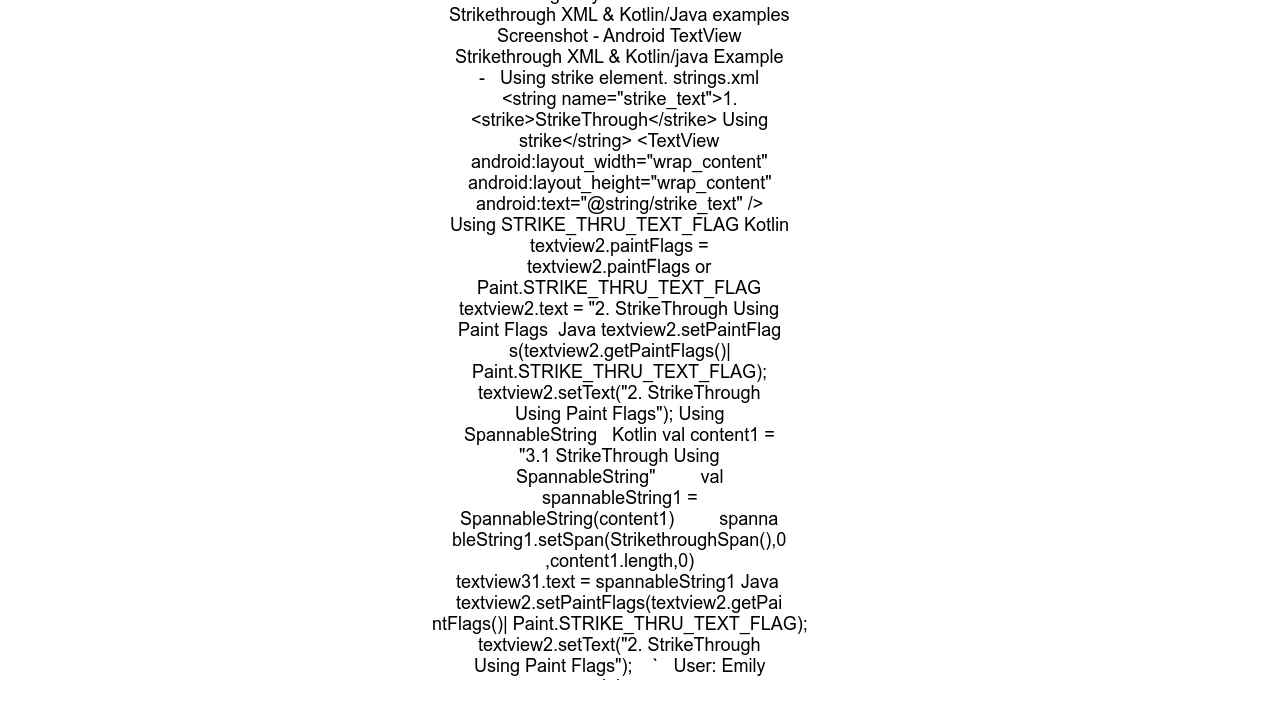 Strikethrough XML & Kotlin/Java examples
Screenshot - Android TextView
Strikethrough XML & Kotlin/java Example
-   Using strike element. strings.xml
<string name="strike_text">1.
<strike>StrikeThrough</strike> Using
strike</string> <TextView
android:layout_width="wrap_content"
android:layout_height="wrap_content"
android:text="@string/strike_text" />
Using STRIKE_THRU_TEXT_FLAG Kotlin
textview2.paintFlags =
textview2.paintFlags or
Paint.STRIKE_THRU_TEXT_FLAG
textview2.text = "2. StrikeThrough Using
Paint Flags  Java textview2.setPaintFlag
s(textview2.getPaintFlags()|
Paint.STRIKE_THRU_TEXT_FLAG);
textview2.setText("2. StrikeThrough
Using Paint Flags"); Using
SpannableString   Kotlin val content1 =
"3.1 StrikeThrough Using
SpannableString"         val
spannableString1 =
SpannableString(content1)         spanna
bleString1.setSpan(StrikethroughSpan(),0
,content1.length,0)
textview31.text = spannableString1 Java
textview2.setPaintFlags(textview2.getPai
ntFlags()| Paint.STRIKE_THRU_TEXT_FLAG);
textview2.setText("2. StrikeThrough
Using Paint Flags");    `   User: Emily